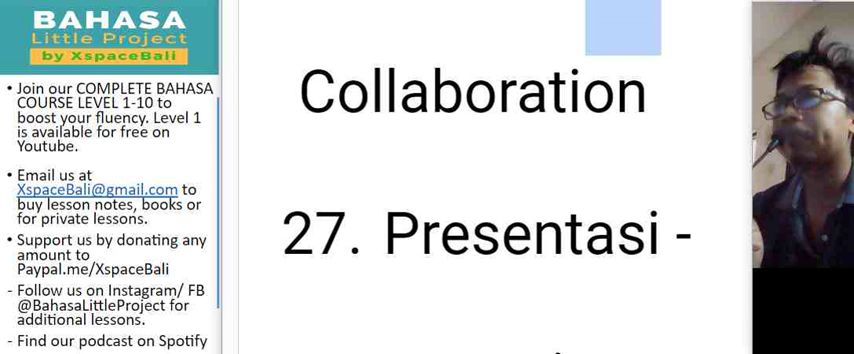 BAHASA
Little Project
by XspaceBali
• Join our COMPLETE BAHASA
COURSE LEVEL 1-10 to
boost your fluency. Level 1
is available for free on
Youtube.
• Email us at
XspaceBali@gmail.com to
buy lesson notes, books or
for private lessons.
• Support us by donating any
amount to
Paypal.me/XspaceBali
- Follow us on Instagram/ FB
@BahasaLittleProject for
additional lessons.
- Find our podcast on Spotify
Collaboration
27. Presentasi -